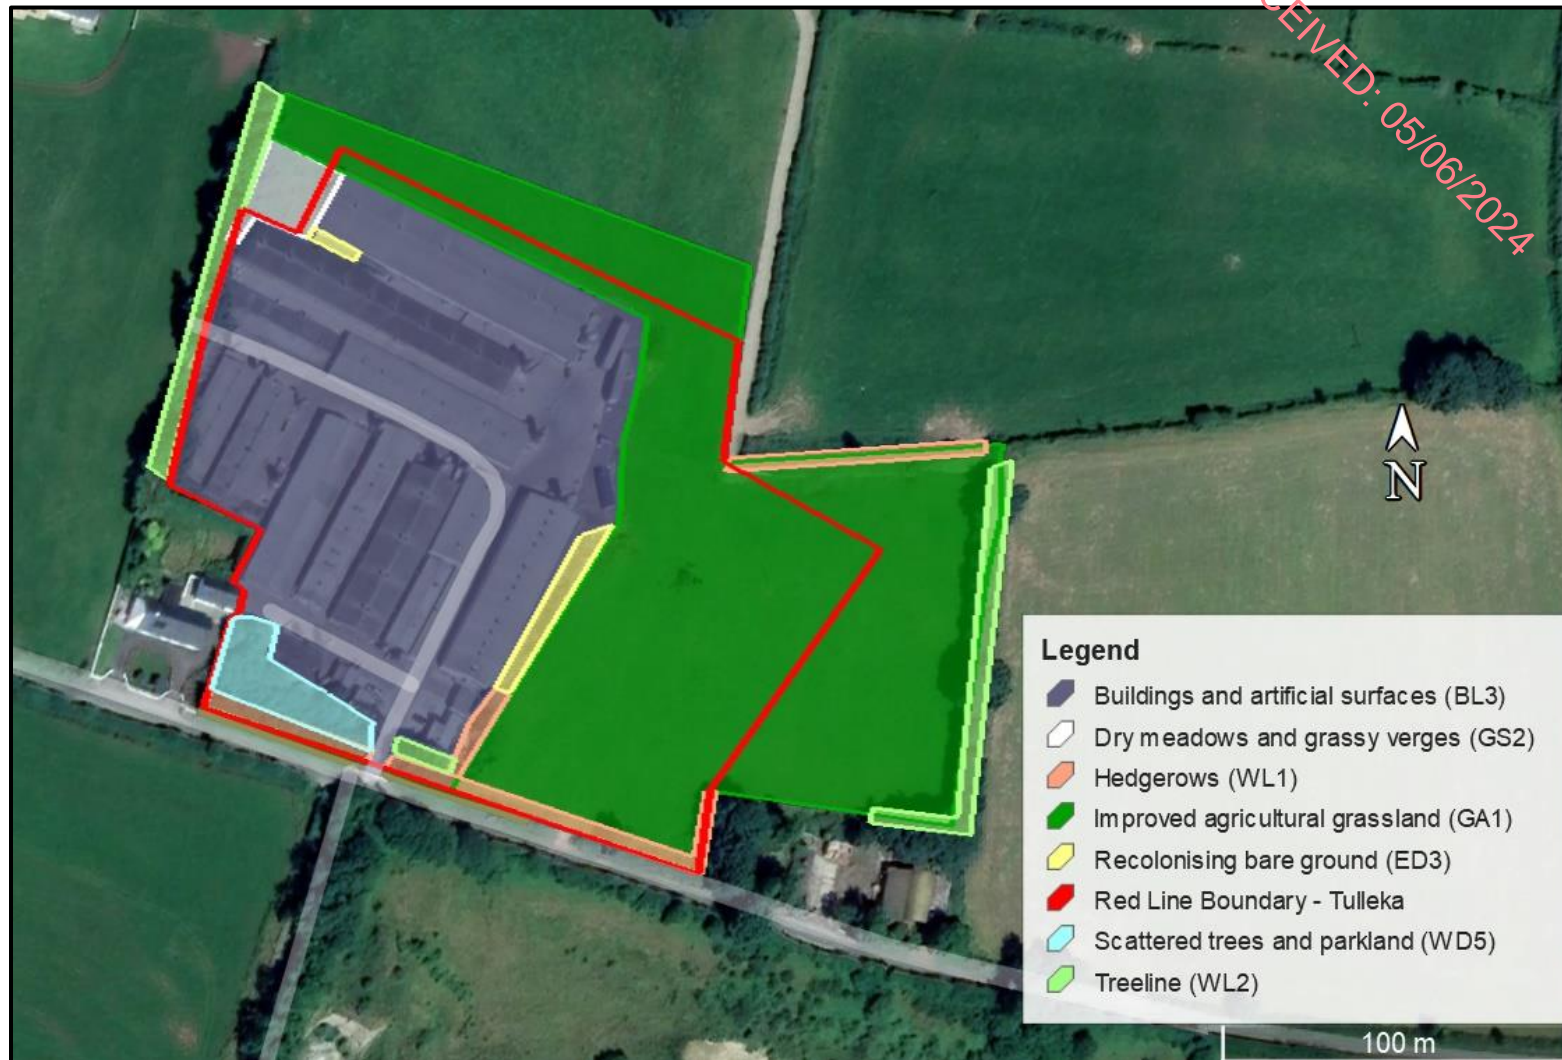 CEIVED: 05/06/2024
N
Legend
Buildings and artificial surfaces (BL3)
Dry meadows and grassy verges (GS2)
Hedgerows (WL1)
Improved agricultural grassland (GA1)
Recolonising bare ground (ED3)
Red Line Boundary - Tulleka
Scattered trees and parkland (WD5)
Treeline (WL2)
100 m